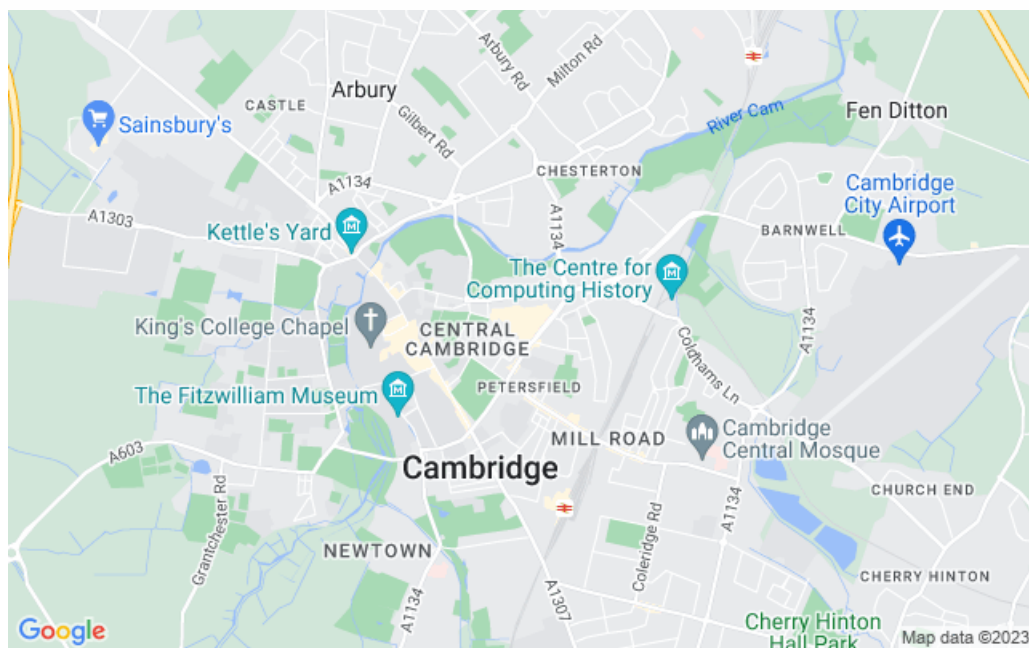 Arbury Rd
Milton Rd
Arbury
CASTLE
Gilbert Rd
River Cam
Fen Ditton
Sainsbury's
CHESTERTON
A1134
A1303
A1134
Cambridge
City Airport
Kettle's Yard
BARNWELL
The Centre for
Computing History
A1134
King's College Chapel
CENTRAL
CAMBRIDGE
Coldhams Ln
The Fitzwilliam Museum
PETERSFIELD
MILL ROAD
Cambridge
Central Mosque
A603
Cambridge
Grantchester Rd
A1134
CHURCH END
Coleridge Rd
NEWTOWN
A1134
A1307
CHERRY HINTON
Cherry Hinton
Hall Park
Google
Map data ©2023